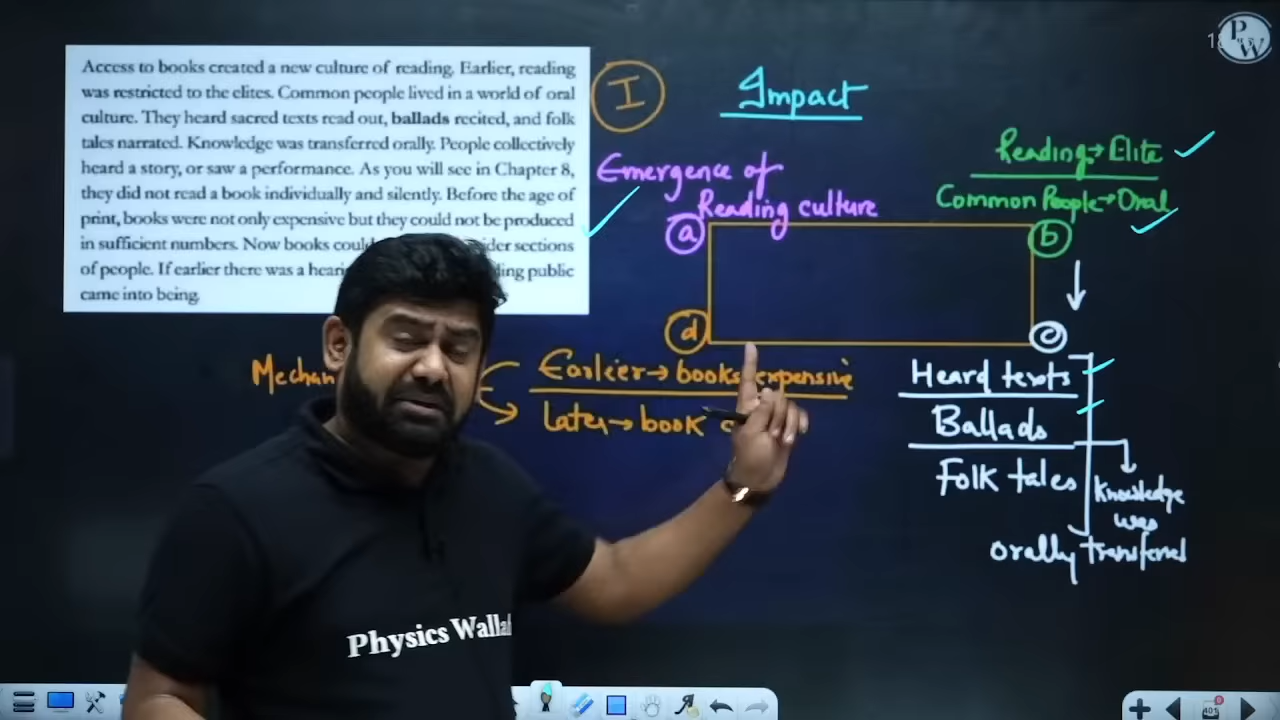 Access to books created a new culture of reading. Earlier, reading
was restricted to the elites. Common people lived in a world of oral
culture. They heard sacred texts read out, ballads recited, and folk
tales narrated. Knowledge was transferred orally. People collectively
heard a story, or saw a performance. As you will see in Chapter 8,
they did not read a book individually and silently. Before the age of
print, books were not only expensive but they could not be produced
in sufficient numbers. Now books could sections
of people. If earlier there was a public
came into being.
I
Impact
PW
Reading → Elite
Common People → Oral
Emergence of
Reading culture
a
b
d
c
Earlier → books expensive
Later → book
Heard texts
Ballads
Folk tales
Knowledge
was
orally transferred
Physics
401